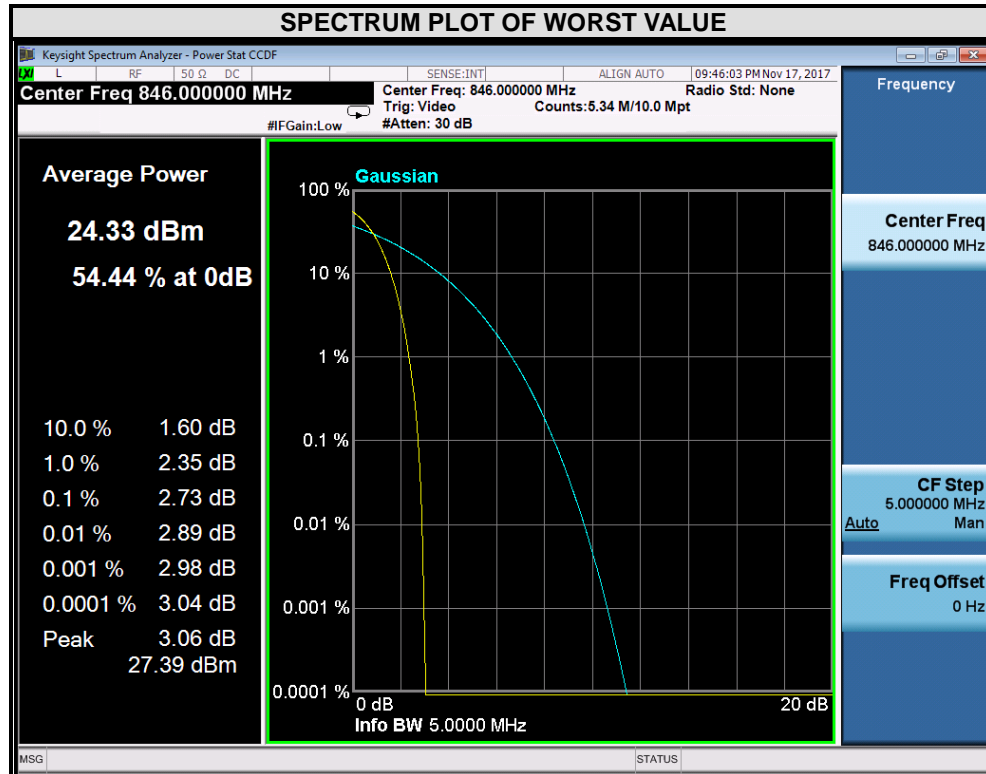 SPECTRUM PLOT OF WORST VALUE
Keysight Spectrum Analyzer - Power Stat CCDF
LXI L RF 50 Ω DC SENSE:INT ALIGN AUTO 09:46:03 PM Nov 17, 2017
Center Freq 846.000000 MHz
Center Freq: 846.000000 MHz Radio Std: None
Trig: Video Counts:5.34 M/10.0 Mpt
#IFGain:Low #Atten: 30 dB
Average Power
24.33 dBm
54.44 % at 0dB
10.0 % 1.60 dB
1.0 % 2.35 dB
0.1 % 2.73 dB
0.01 % 2.89 dB
0.001 % 2.98 dB
0.0001 % 3.04 dB
Peak 3.06 dB
27.39 dBm
Gaussian
100 %
10 %
1 %
0.1 %
0.01 %
0.001 %
0.0001 %
0 dB 20 dB
Info BW 5.0000 MHz
Frequency
Center Freq
846.000000 MHz
CF Step
5.000000 MHz
Auto Man
Freq Offset
0 Hz
MSG STATUS